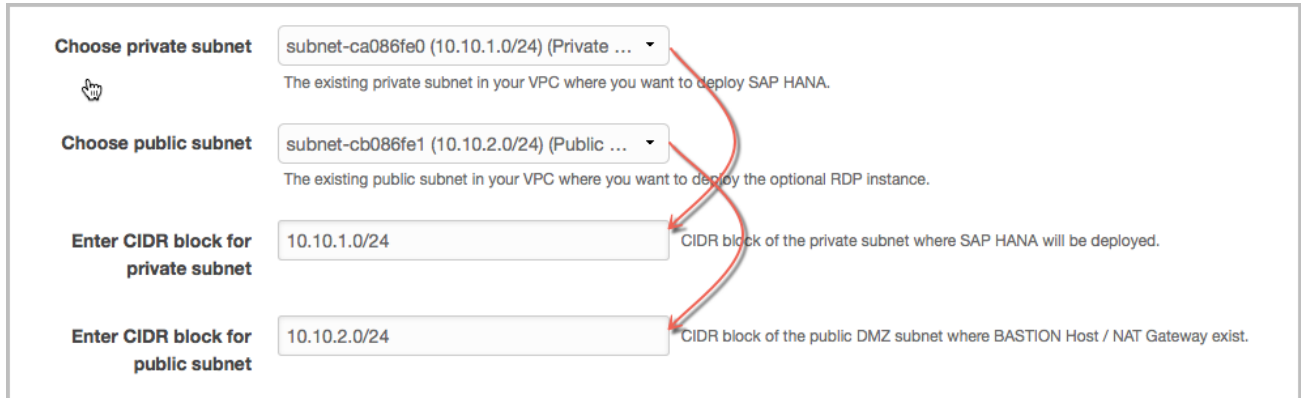 Choose private subnet
subnet-ca086fe0 (10.10.1.0/24) (Private ...
The existing private subnet in your VPC where you want to deploy SAP HANA.
Choose public subnet
subnet-cb086fe1 (10.10.2.0/24) (Public ...
The existing public subnet in your VPC where you want to deploy the optional RDP instance.
Enter CIDR block for
private subnet
10.10.1.0/24
CIDR block of the private subnet where SAP HANA will be deployed.
Enter CIDR block for
public subnet
10.10.2.0/24
CIDR block of the public DMZ subnet where BASTION Host / NAT Gateway exist.